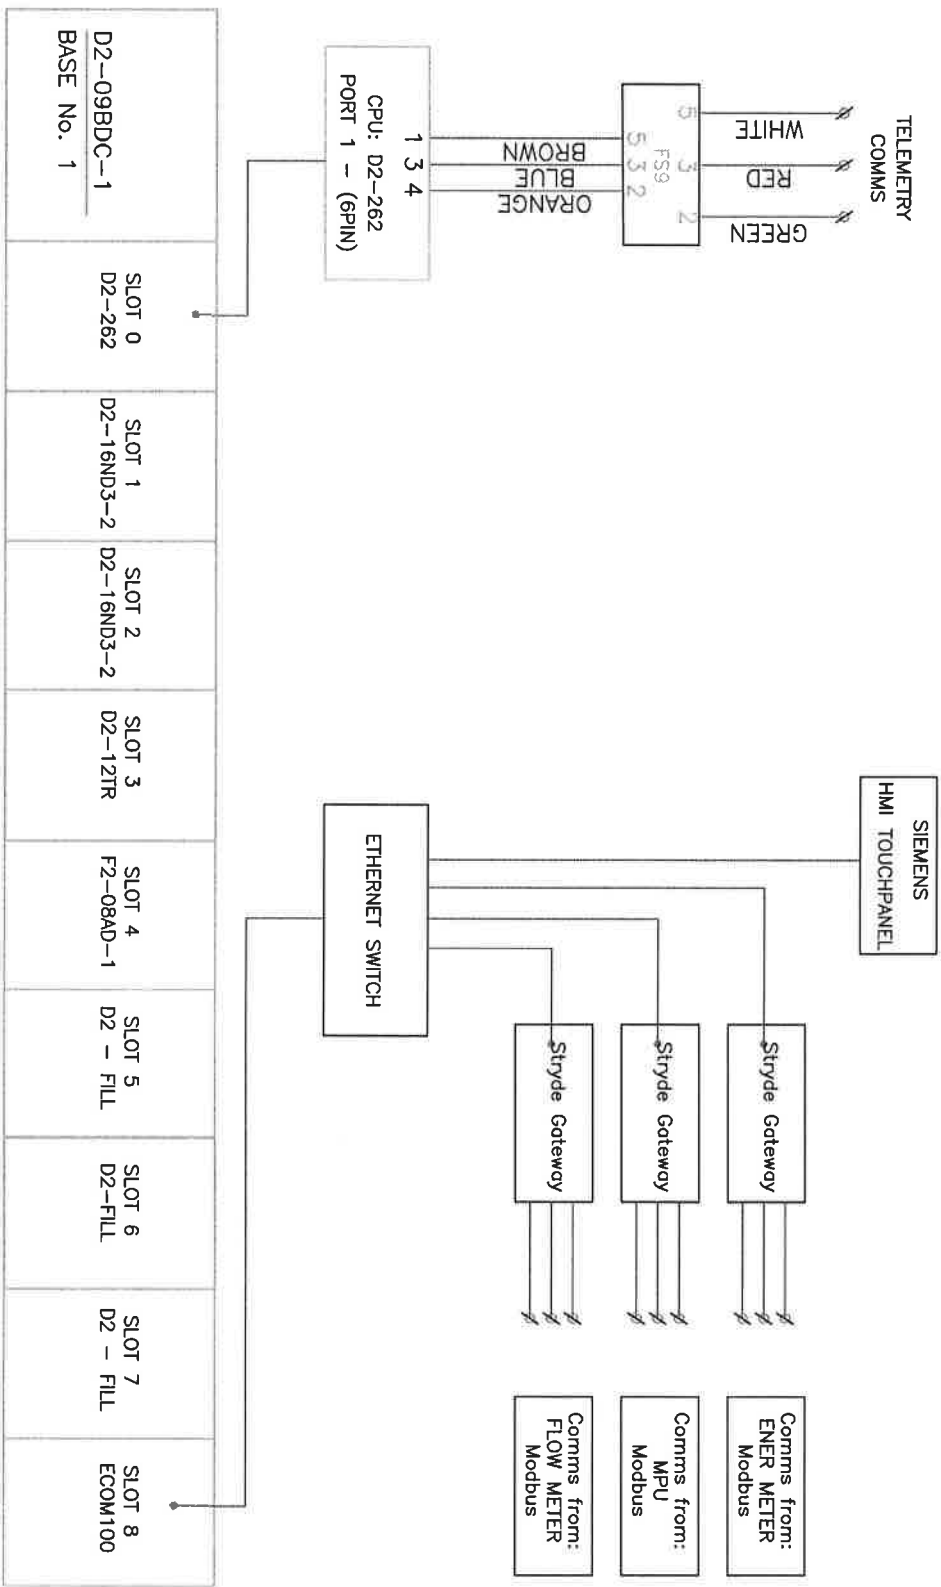 TELEMETRY
COMMS
WHITE
RED
GREEN
5
3
2
FS9
5
3
2
BROWN
BLUE
ORANGE
1 3 4
CPU: D2-262
PORT 1 - (6PIN)
SIEMENS
HMI TOUCHPANEL
Stryde Gateway
Comms from:
ENER METER
Modbus
Stryde Gateway
Comms from:
MPU
Modbus
Stryde Gateway
Comms from:
FLOW METER
Modbus
ETHERNET SWITCH
D2-09BDC-1
BASE No. 1
SLOT 0
D2-262
SLOT 1
D2-16ND3-2
SLOT 2
D2-16ND3-2
SLOT 3
D2-12TR
SLOT 4
F2-08AD-1
SLOT 5
D2 - FILL
SLOT 6
D2-FILL
SLOT 7
D2 - FILL
SLOT 8
ECOM100